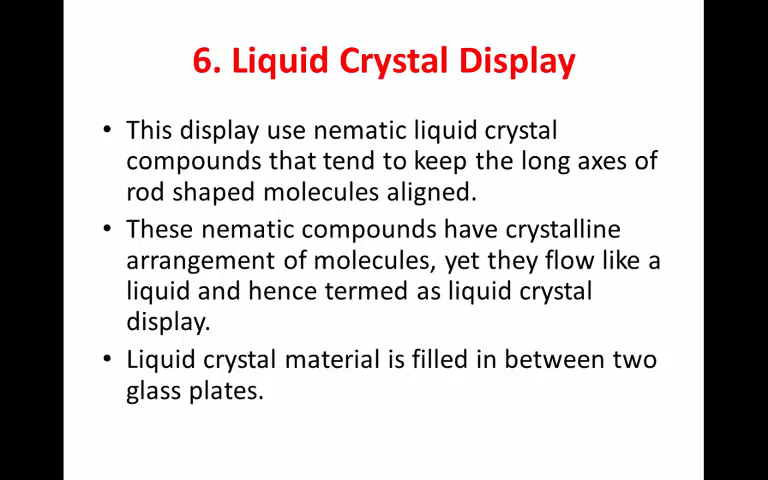 6. Liquid Crystal Display
• This display use nematic liquid crystal
compounds that tend to keep the long axes of
rod shaped molecules aligned.
• These nematic compounds have crystalline
arrangement of molecules, yet they flow like a
liquid and hence termed as liquid crystal
display.
• Liquid crystal material is filled in between two
glass plates.